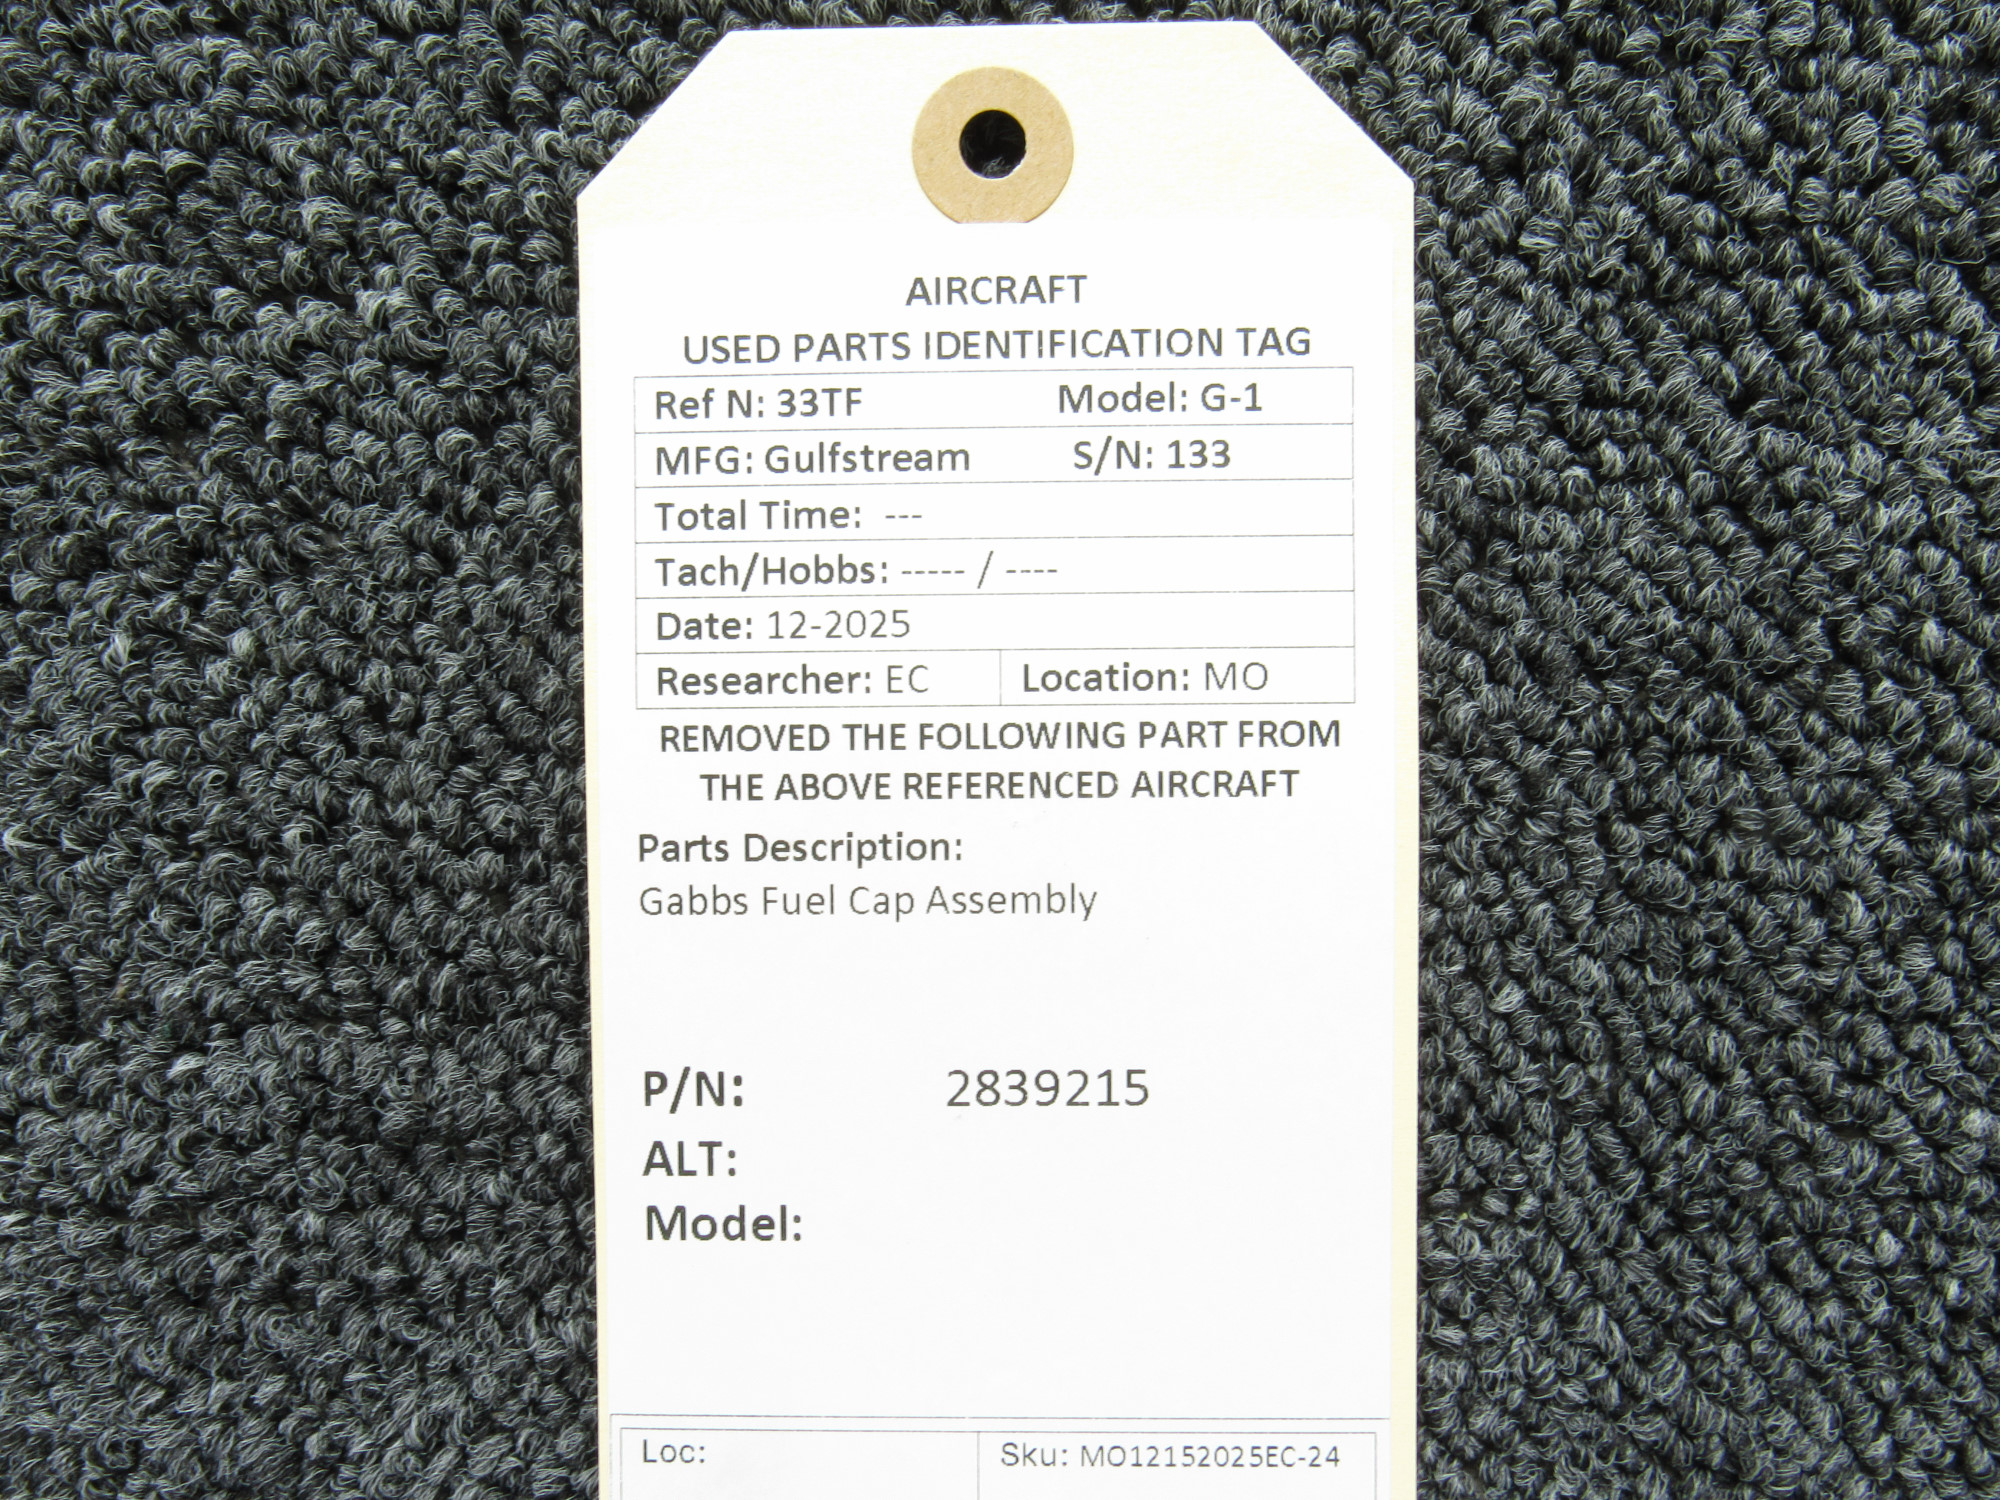 AIRCRAFT
USED PARTS IDENTIFICATION TAG
Ref N: 33TF Model: G-1
MFG: Gulfstream S/N: 133
Total Time: ---
Tach/Hobbs: ----- / ----
Date: 12-2025
Researcher: EC Location: MO
REMOVED THE FOLLOWING PART FROM
THE ABOVE REFERENCED AIRCRAFT
Parts Description:
Gabbs Fuel Cap Assembly
P/N: 2839215
ALT:
Model:
Loc: Sku: MO12152025EC-24